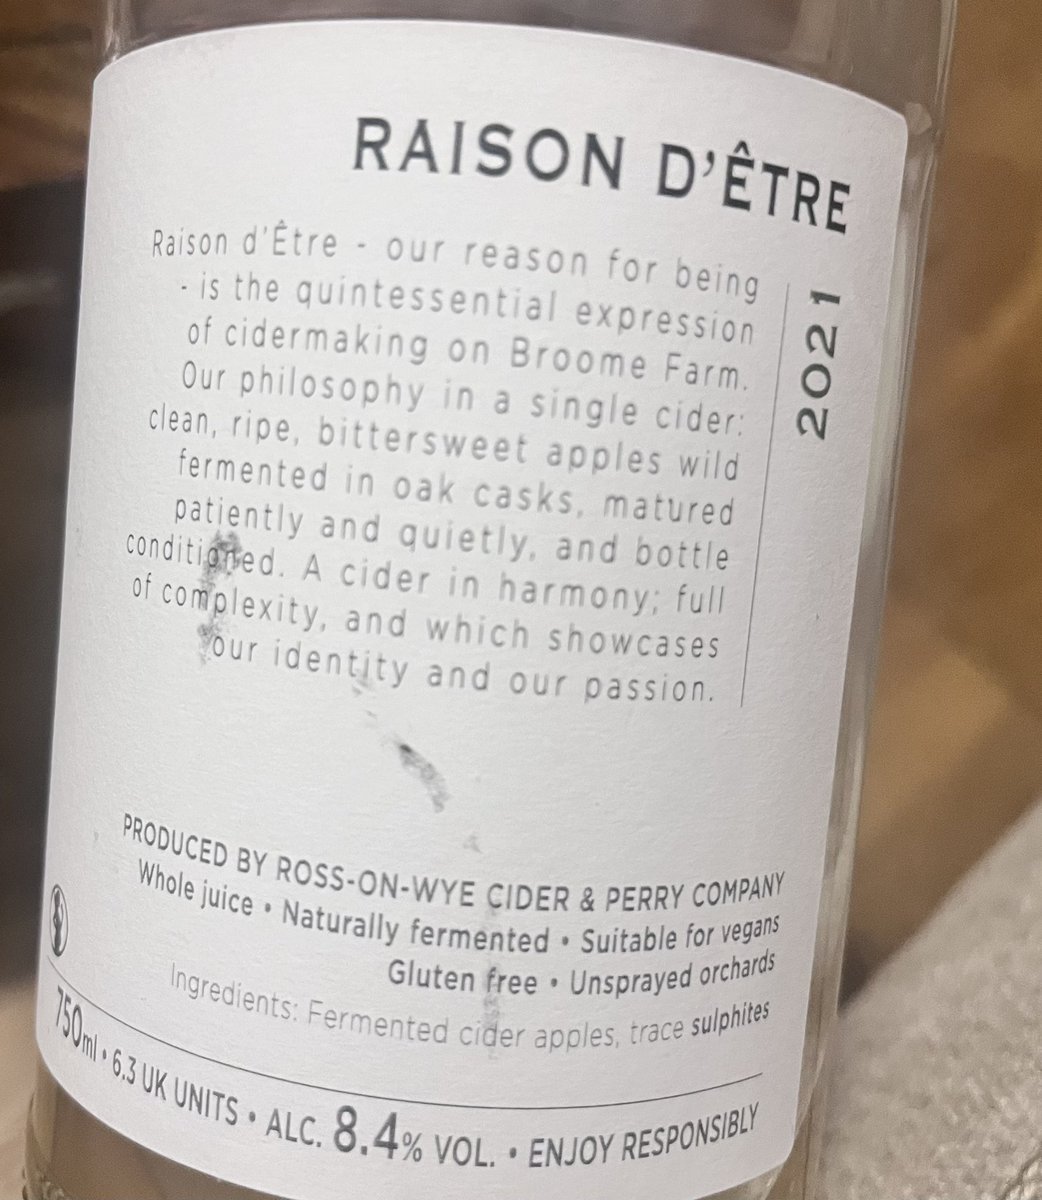 RAISON D'ÊTRE
Raison d'Être - our reason for being
- is the quintessential expression
of cidermaking on Broome Farm.
Our philosophy in a single cider:
clean, ripe, bittersweet apples wild
fermented in oak casks, matured
patiently and quietly, and bottle
conditioned. A cider in harmony; full
of complexity, and which showcases
our identity and our passion.
2021
PRODUCED BY ROSS-ON-WYE CIDER & PERRY COMPANY
Whole juice • Naturally fermented • Suitable for vegans
Gluten free • Unsprayed orchards
Ingredients: Fermented cider apples, trace sulphites
750ml • 6.3 UK UNITS • ALC. 8.4% VOL. • ENJOY RESPONSIBLY